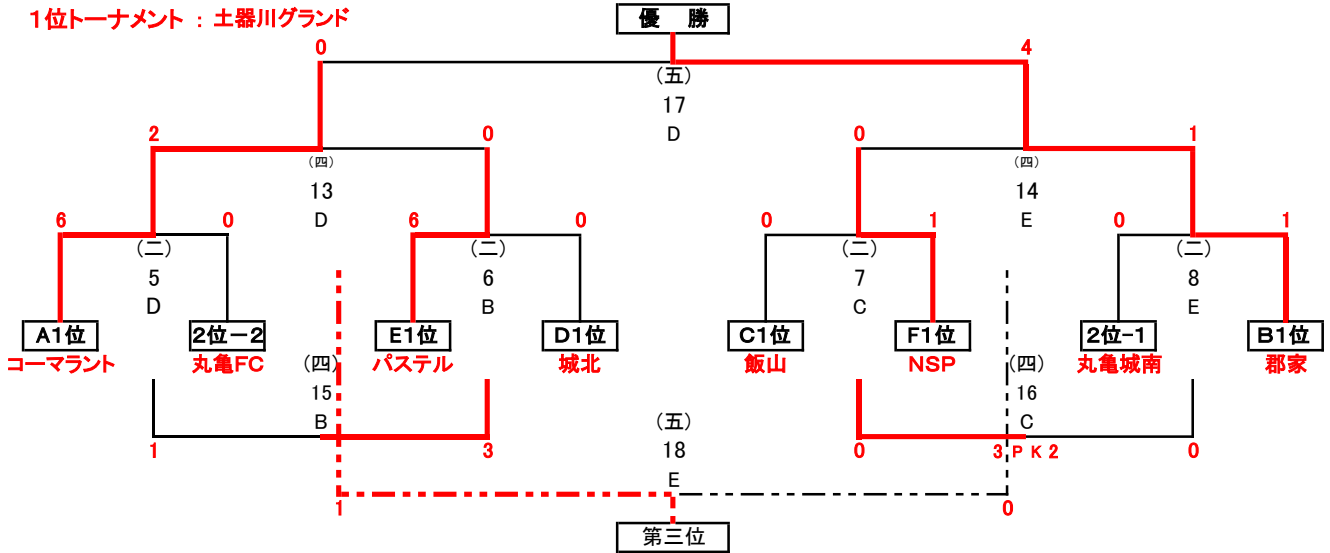 1位トーナメント : 土器川グランド
優　勝
0
4
(五)
17
D
2
0
0
1
(四)
13
D
(四)
14
E
6
0
6
0
0
1
0
1
(二)
5
D
(二)
6
B
(二)
7
C
(二)
8
E
A1位
2位－2
E1位
D1位
C1位
F1位
2位-1
B1位
コーマラント
丸亀FC
パステル
城北
飯山
NSP
丸亀城南
郡家
(四)
15
B
(四)
16
C
1
3
(五)
18
E
0
3 PK 2
0
1
0
第三位